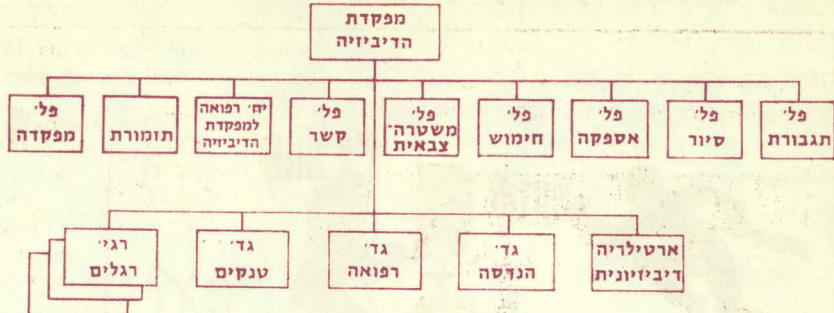 מפקדת
הדיביזיה
פל׳
תגבורת
פל׳
סיור
פל׳
אספקה
פל׳
חימוש
פל׳
משטרה־
צבאית
פל׳
קשר
יח׳ רפואה
למפקדת
הדיביזיה
תזמורת
פל׳
מפקדה
ארטילריה
דיביזיונית
גד׳
הנדסה
גד׳
רפואה
גד׳
טנקים
רגי׳
רגלים